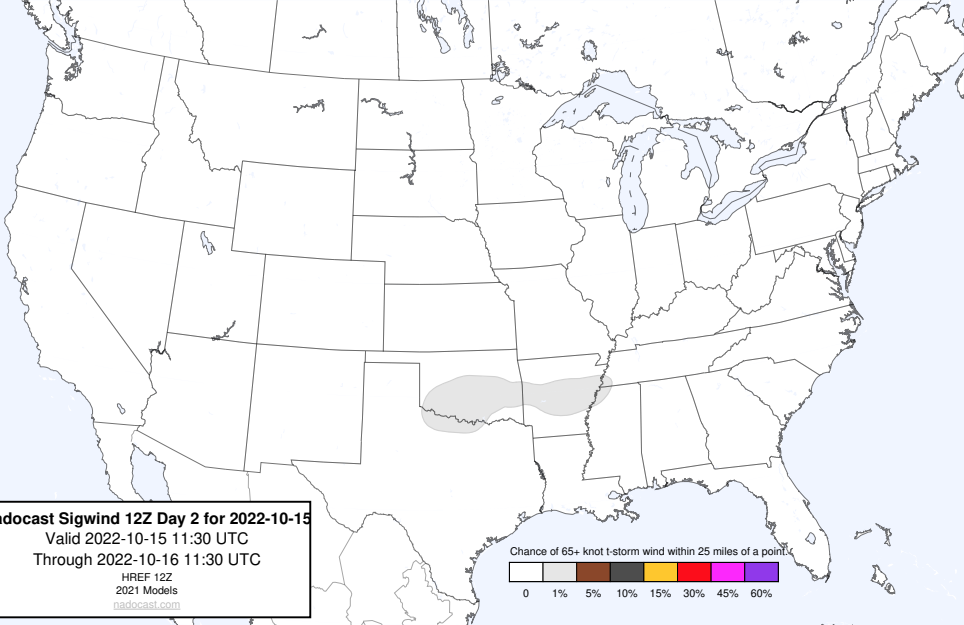 adocast Sigwind 12Z Day 2 for 2022-10-15
Valid 2022-10-15 11:30 UTC
Through 2022-10-16 11:30 UTC
HREF 12Z
2021 Models
nadocast.com
Chance of 65+ knot t-storm wind within 25 miles of a point.
0 1% 5% 10% 15% 30% 45% 60%